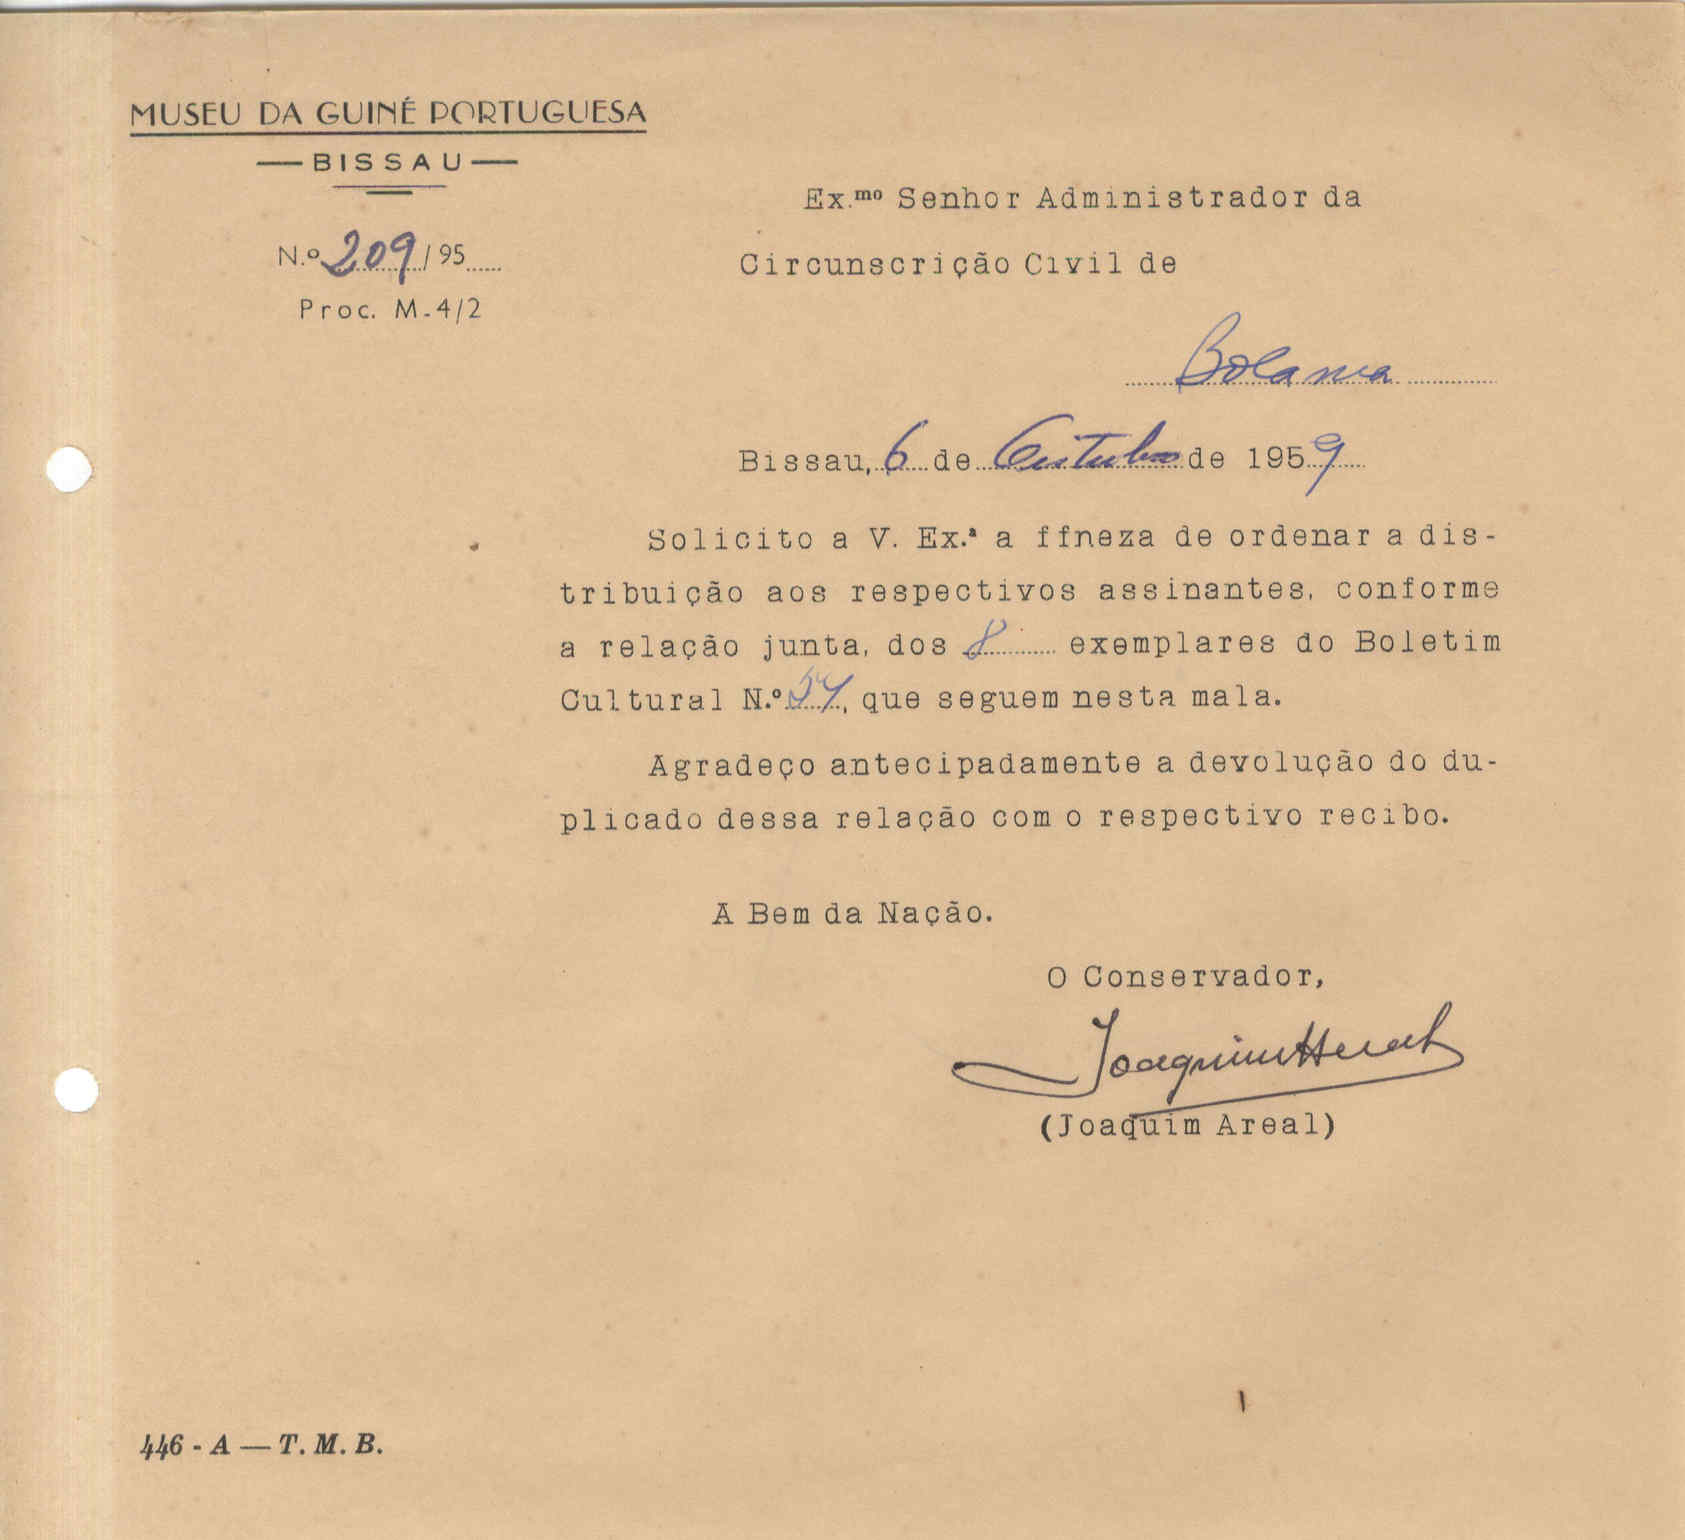 MUSEU DA GUINÉ PORTUGUESA
— BISSAU —
N.º 209 / 95
Proc. M-4/2
Ex.mo Senhor Administrador da
Circunscrição Civil de
Bolama
Bissau, 6 de Outubro de 1959
Solicito a V. Ex.ª a ffneza de ordenar a dis-
tribuição aos respectivos assinantes, conforme
a relação junta, dos 8 exemplares do Boletim
Cultural N.º , que seguem nesta mala.
Agradeço antecipadamente a devolução do du-
plicado dessa relação com o respectivo recibo.
A Bem da Nação.
O Conservador,
Joaquim Areal
(Joaquim Areal)
446 - A — T. M. B.